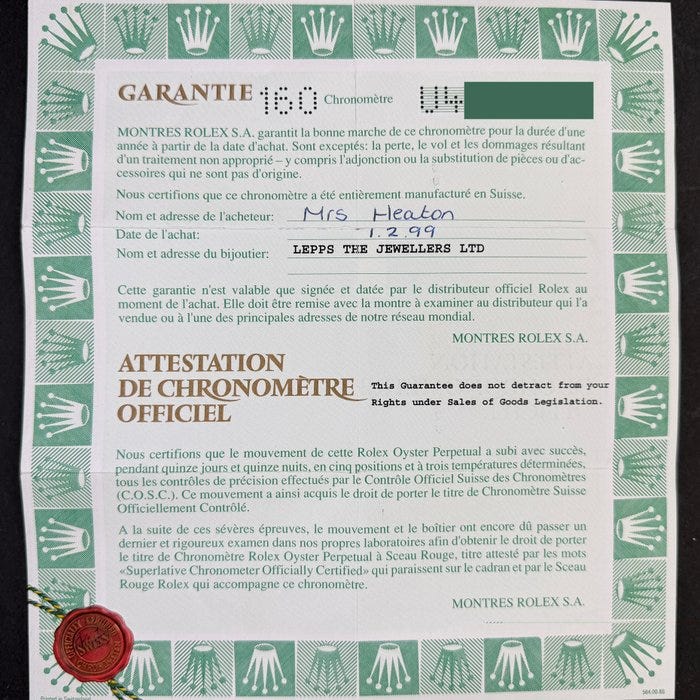 GARANTIE 160 Chronomètre U4
MONTRES ROLEX S.A. garantit la bonne marche de ce chronomètre pour la durée d'une
année à partir de la date d'achat. Sont exceptés: la perte, le vol et les dommages résultant
d'un traitement non approprié – y compris l'adjonction ou la substitution de pièces ou d'ac-
cessoires qui ne sont pas d'origine.
Nous certifions que ce chronomètre a été entièrement manufacturé en Suisse.
Nom et adresse de l'acheteur: Mrs Heaton
Date de l'achat: 1.2.99
Nom et adresse du bijoutier: LEPPS THE JEWELLERS LTD
Cette garantie n'est valable que signée et datée par le distributeur officiel Rolex au
moment de l'achat. Elle doit être remise avec la montre à examiner au distributeur qui l'a
vendue ou à l'une des principales adresses de notre réseau mondial.
MONTRES ROLEX S.A.
ATTESTATION
DE CHRONOMÈTRE
OFFICIEL
This Guarantee does not detract from your
Rights under Sales of Goods Legislation.
Nous certifions que le mouvement de cette Rolex Oyster Perpetual a subi avec succès,
pendant quinze jours et quinze nuits, en cinq positions et à trois températures déterminées,
tous les contrôles de précision effectués par le Contrôle Officiel Suisse des Chronomètres
(C.O.S.C.). Ce mouvement a ainsi acquis le droit de porter le titre de Chronomètre Suisse
Officiellement Contrôlé.
A la suite de ces sévères épreuves, le mouvement et le boîtier ont encore dû passer un
dernier et rigoureux examen dans nos propres laboratoires afin d'obtenir le droit de porter
le titre de Chronomètre Rolex Oyster Perpetual à Sceau Rouge, titre attesté par les mots
«Superlative Chronometer Officially Certified» qui paraissent sur le cadran et par le Sceau
Rouge Rolex qui accompagne ce chronomètre.
MONTRES ROLEX S.A.
Printed in Switzerland